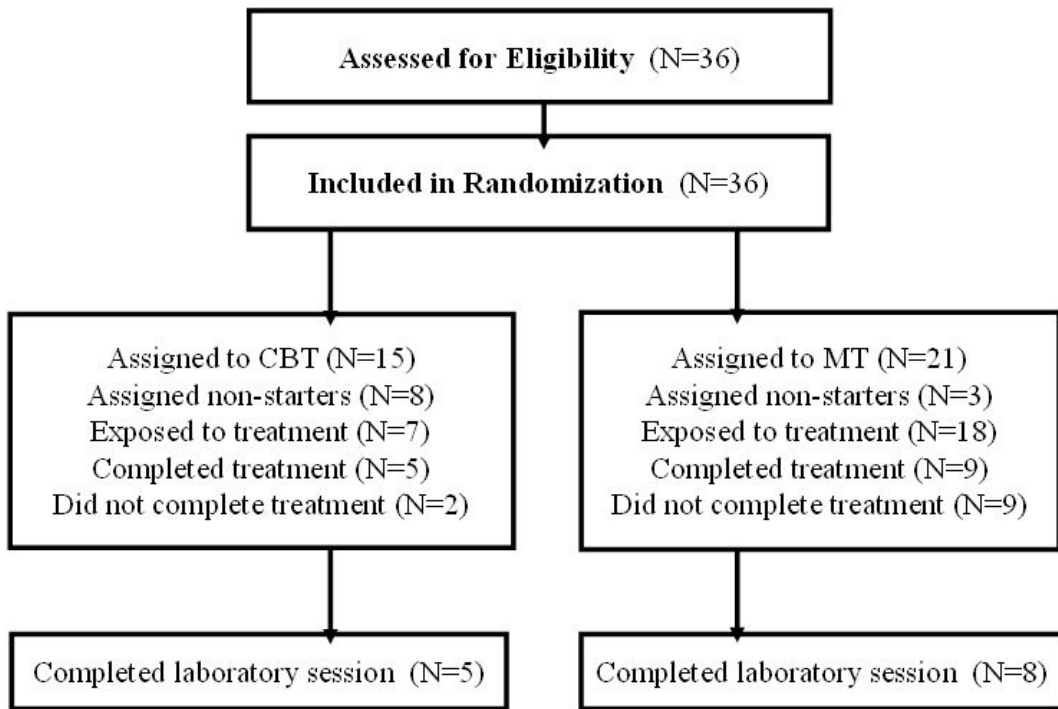 Assessed for Eligibility (N=36)
Included in Randomization (N=36)
Assigned to CBT (N=15)
Assigned non-starters (N=8)
Exposed to treatment (N=7)
Completed treatment (N=5)
Did not complete treatment (N=2)
Assigned to MT (N=21)
Assigned non-starters (N=3)
Exposed to treatment (N=18)
Completed treatment (N=9)
Did not complete treatment (N=9)
Completed laboratory session (N=5)
Completed laboratory session (N=8)